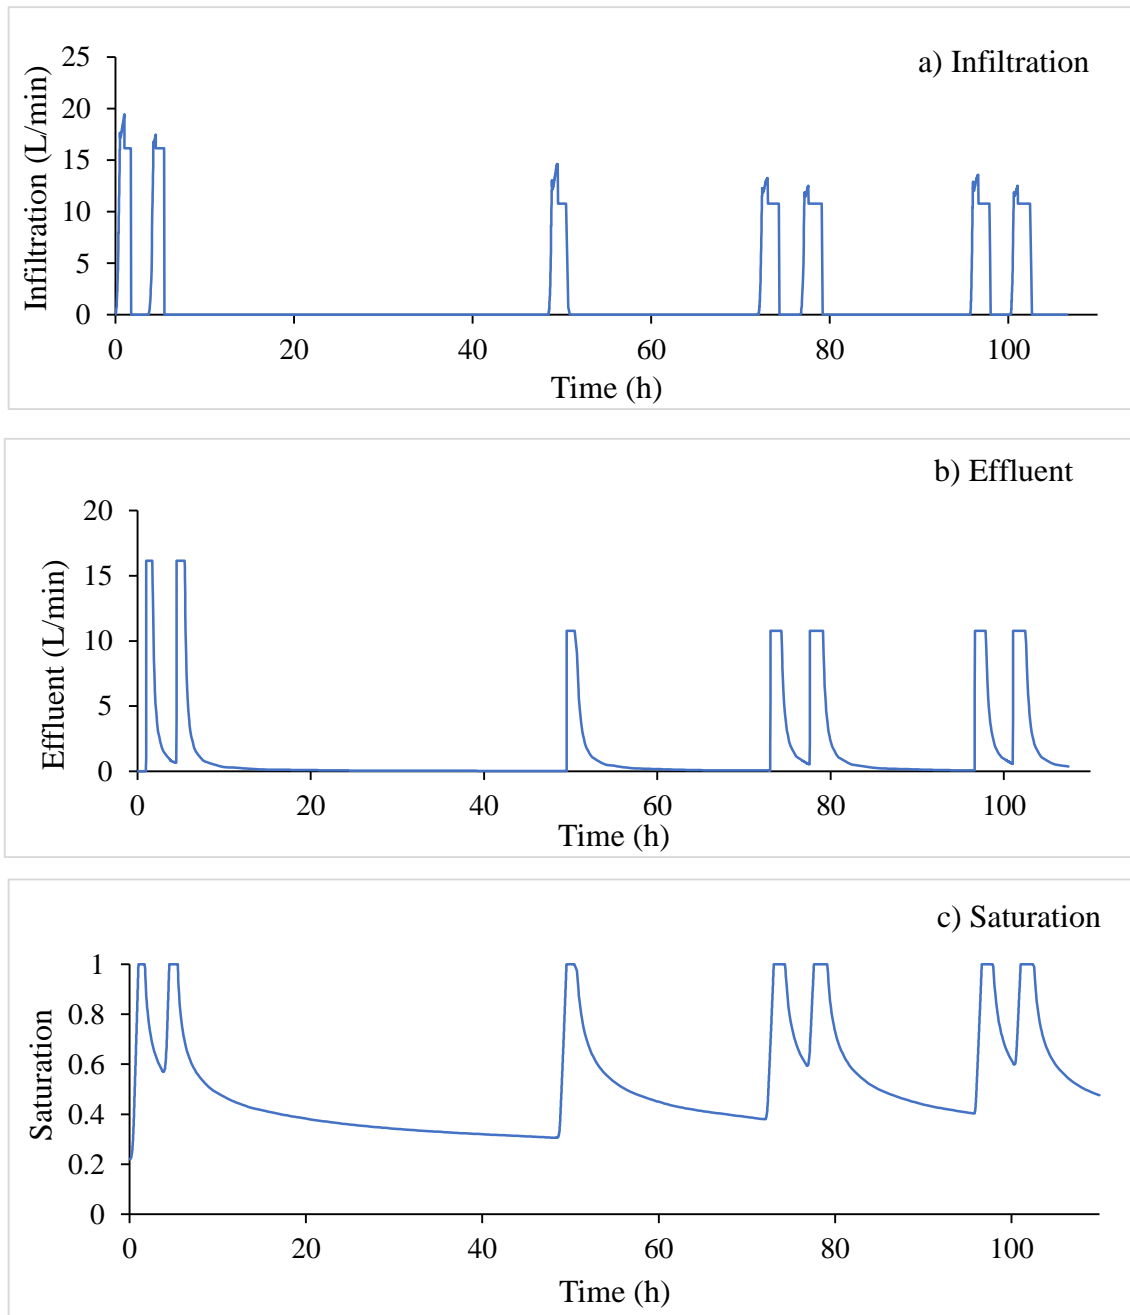 a) Infiltration
Infiltration (L/min)
25
20
15
10
5
0
0 20 40 60 80 100
Time (h)
b) Effluent
Effluent (L/min)
20
15
10
5
0
0 20 40 60 80 100
Time (h)
c) Saturation
Saturation
1
0.8
0.6
0.4
0.2
0
0 20 40 60 80 100
Time (h)